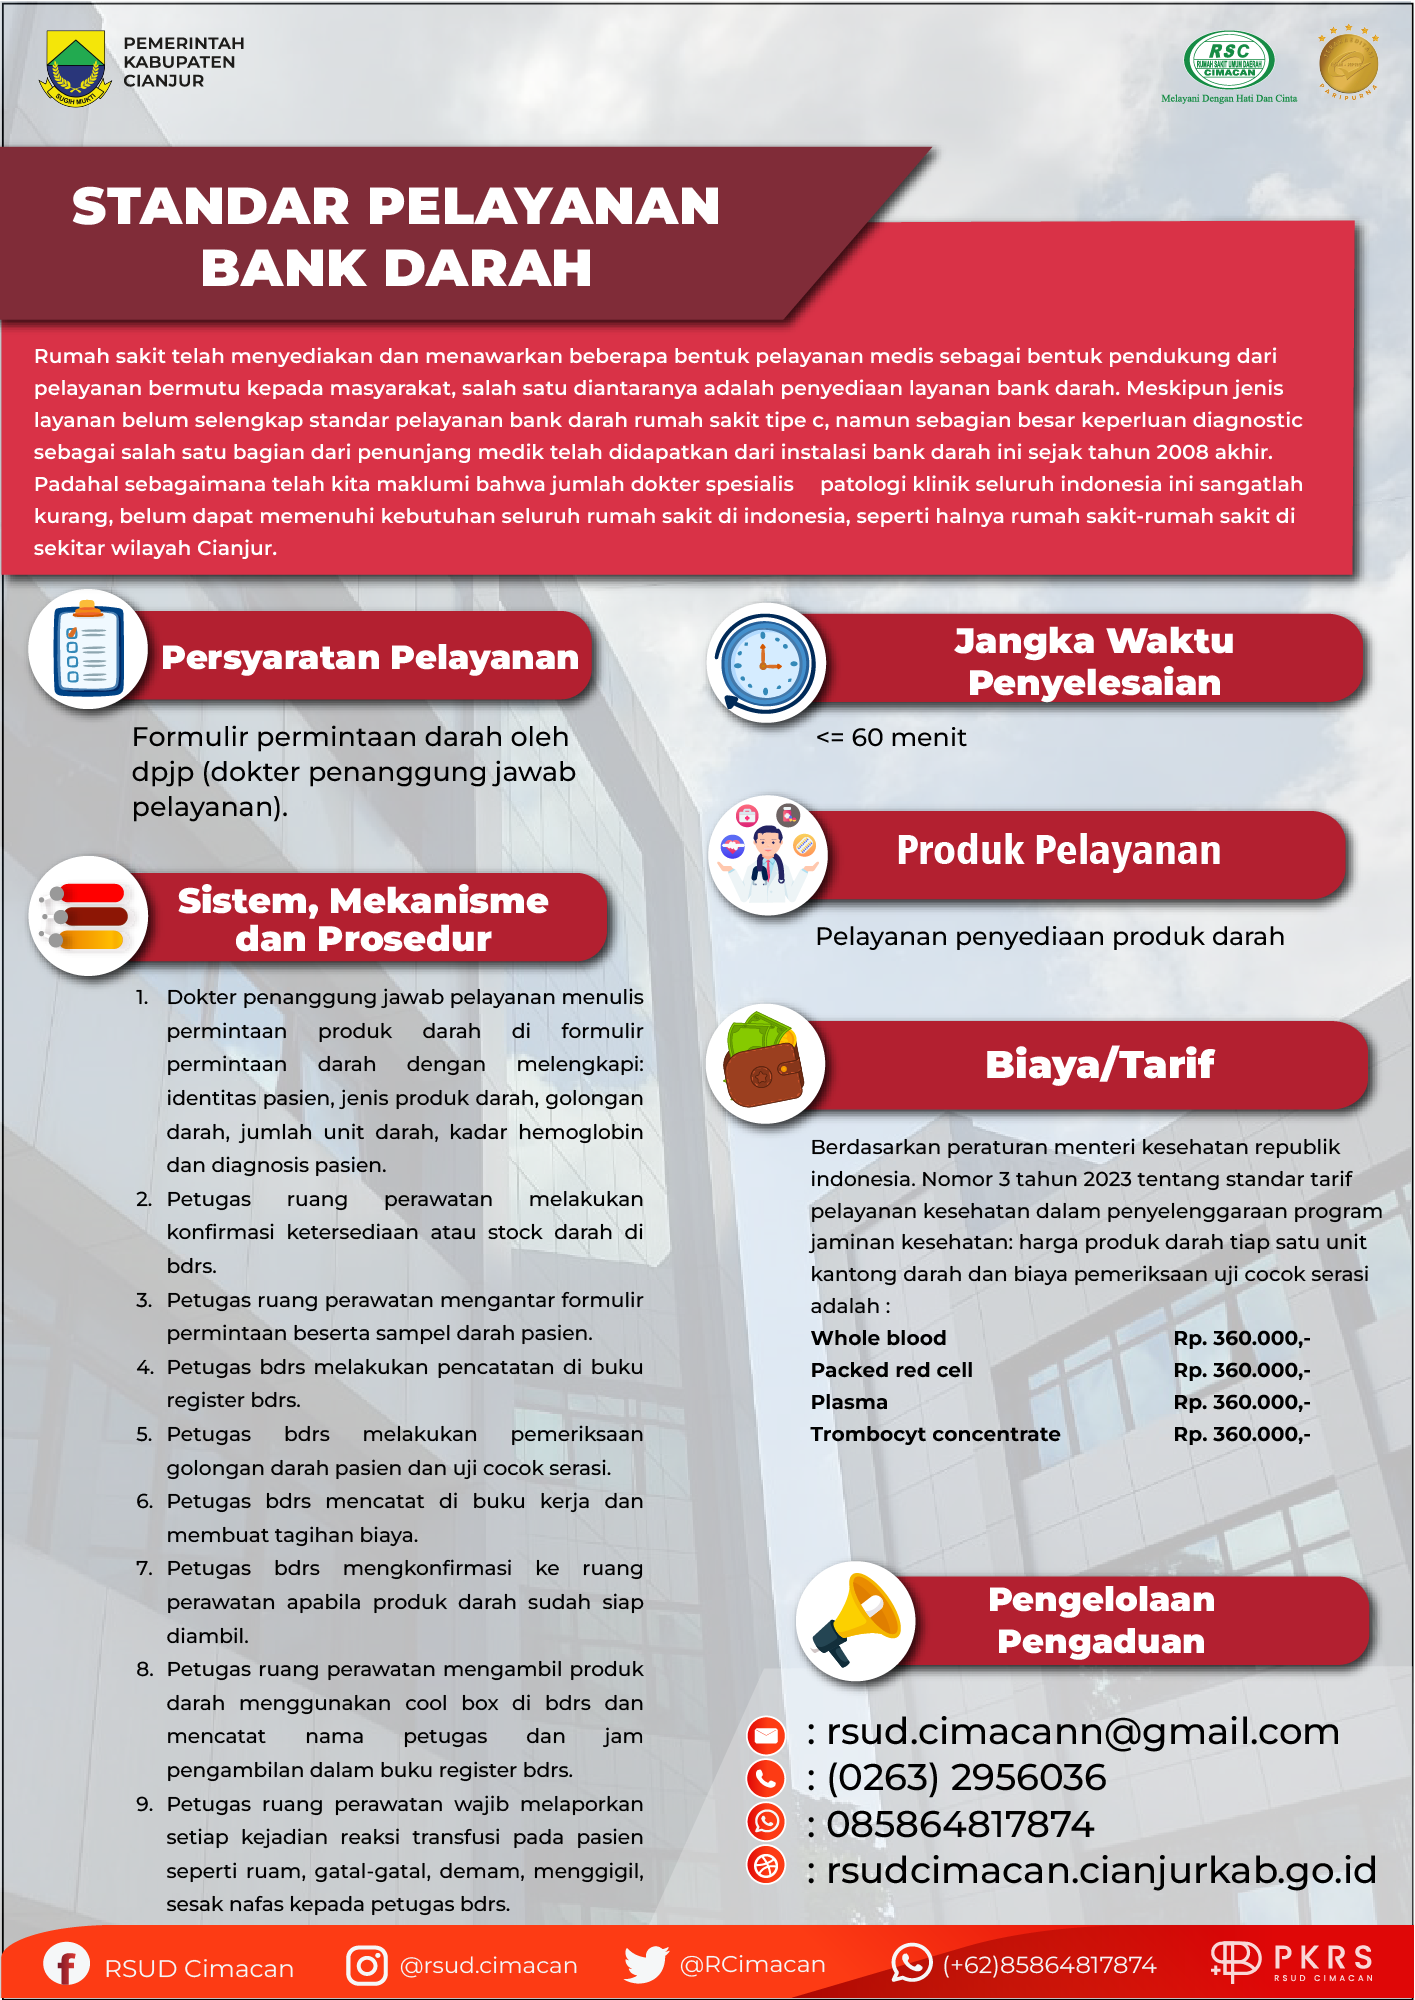 PEMERINTAH
KABUPATEN
CIANJUR
SUGIH MUKTI
RSC
RUMAH SAKIT UMUM DAERAH
CIMACAN
Melayani Dengan Hati Dan Cinta
PARIPURNA
STANDAR PELAYANAN
BANK DARAH
Rumah sakit telah menyediakan dan menawarkan beberapa bentuk pelayanan medis sebagai bentuk pendukung dari
pelayanan bermutu kepada masyarakat, salah satu diantaranya adalah penyediaan layanan bank darah. Meskipun jenis
layanan belum selengkap standar pelayanan bank darah rumah sakit tipe c, namun sebagian besar keperluan diagnostic
sebagai salah satu bagian dari penunjang medik telah didapatkan dari instalasi bank darah ini sejak tahun 2008 akhir.
Padahal sebagaimana telah kita maklumi bahwa jumlah dokter spesialis patologi klinik seluruh indonesia ini sangatlah
kurang, belum dapat memenuhi kebutuhan seluruh rumah sakit di indonesia, seperti halnya rumah sakit-rumah sakit di
sekitar wilayah Cianjur.
Persyaratan Pelayanan
Formulir permintaan darah oleh
dpjp (dokter penanggung jawab
pelayanan).
Sistem, Mekanisme
dan Prosedur
1. Dokter penanggung jawab pelayanan menulis
permintaan produk darah di formulir
permintaan darah dengan melengkapi:
identitas pasien, jenis produk darah, golongan
darah, jumlah unit darah, kadar hemoglobin
dan diagnosis pasien.
2. Petugas ruang perawatan melakukan
konfirmasi ketersediaan atau stock darah di
bdrs.
3. Petugas ruang perawatan mengantar formulir
permintaan beserta sampel darah pasien.
4. Petugas bdrs melakukan pencatatan di buku
register bdrs.
5. Petugas bdrs melakukan pemeriksaan
golongan darah pasien dan uji cocok serasi.
6. Petugas bdrs mencatat di buku kerja dan
membuat tagihan biaya.
7. Petugas bdrs mengkonfirmasi ke ruang
perawatan apabila produk darah sudah siap
diambil.
8. Petugas ruang perawatan mengambil produk
darah menggunakan cool box di bdrs dan
mencatat nama petugas dan jam
pengambilan dalam buku register bdrs.
9. Petugas ruang perawatan wajib melaporkan
setiap kejadian reaksi transfusi pada pasien
seperti ruam, gatal-gatal, demam, menggigil,
sesak nafas kepada petugas bdrs.
Jangka Waktu
Penyelesaian
<= 60 menit
Produk Pelayanan
Pelayanan penyediaan produk darah
Biaya/Tarif
Berdasarkan peraturan menteri kesehatan republik
indonesia. Nomor 3 tahun 2023 tentang standar tarif
pelayanan kesehatan dalam penyelenggaraan program
jaminan kesehatan: harga produk darah tiap satu unit
kantong darah dan biaya pemeriksaan uji cocok serasi
adalah :
Whole blood Rp. 360.000,-
Packed red cell Rp. 360.000,-
Plasma Rp. 360.000,-
Trombocyt concentrate Rp. 360.000,-
Pengelolaan
Pengaduan
: rsud.cimacann@gmail.com
: (0263) 2956036
: 085864817874
: rsudcimacan.cianjurkab.go.id
RSUD Cimacan @rsud.cimacan @RCimacan (+62)85864817874 PKRS
RSUD CIMACAN